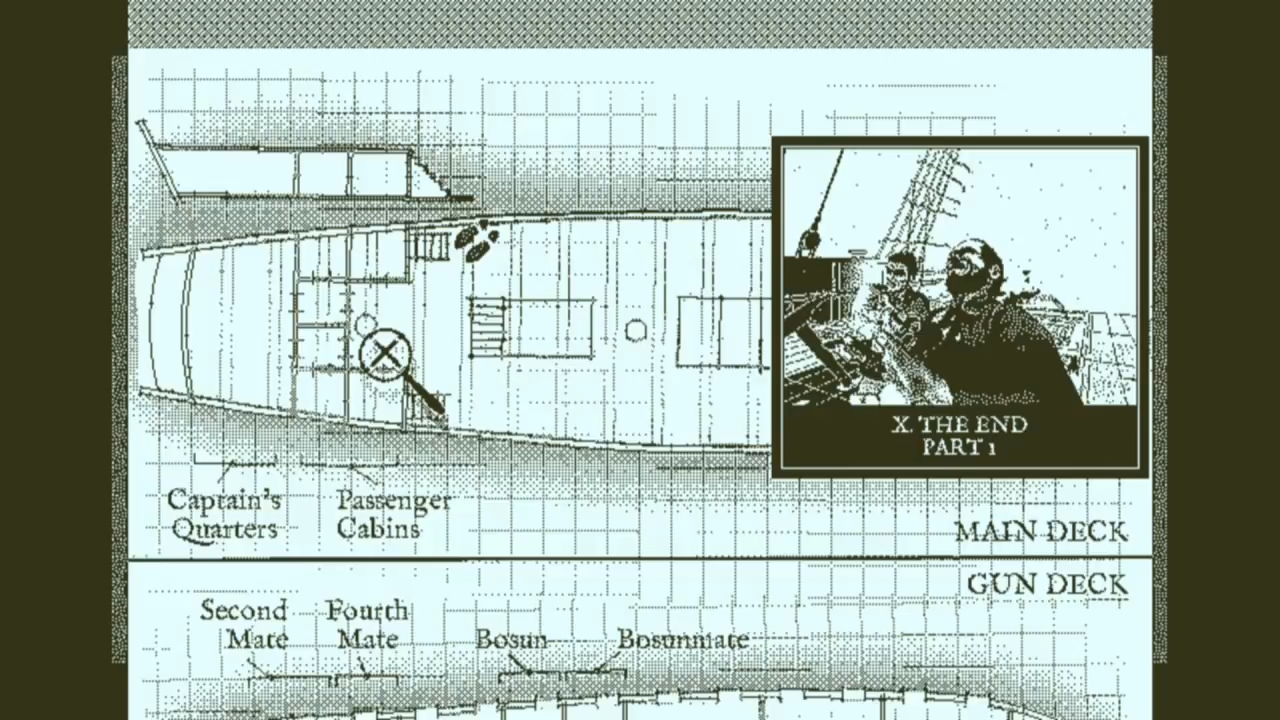 X. THE END
PART 1
Captain's
Quarters
Passenger
Cabins
MAIN DECK
GUN DECK
Second
Mate
Fourth
Mate
Bosun
Bosunmate